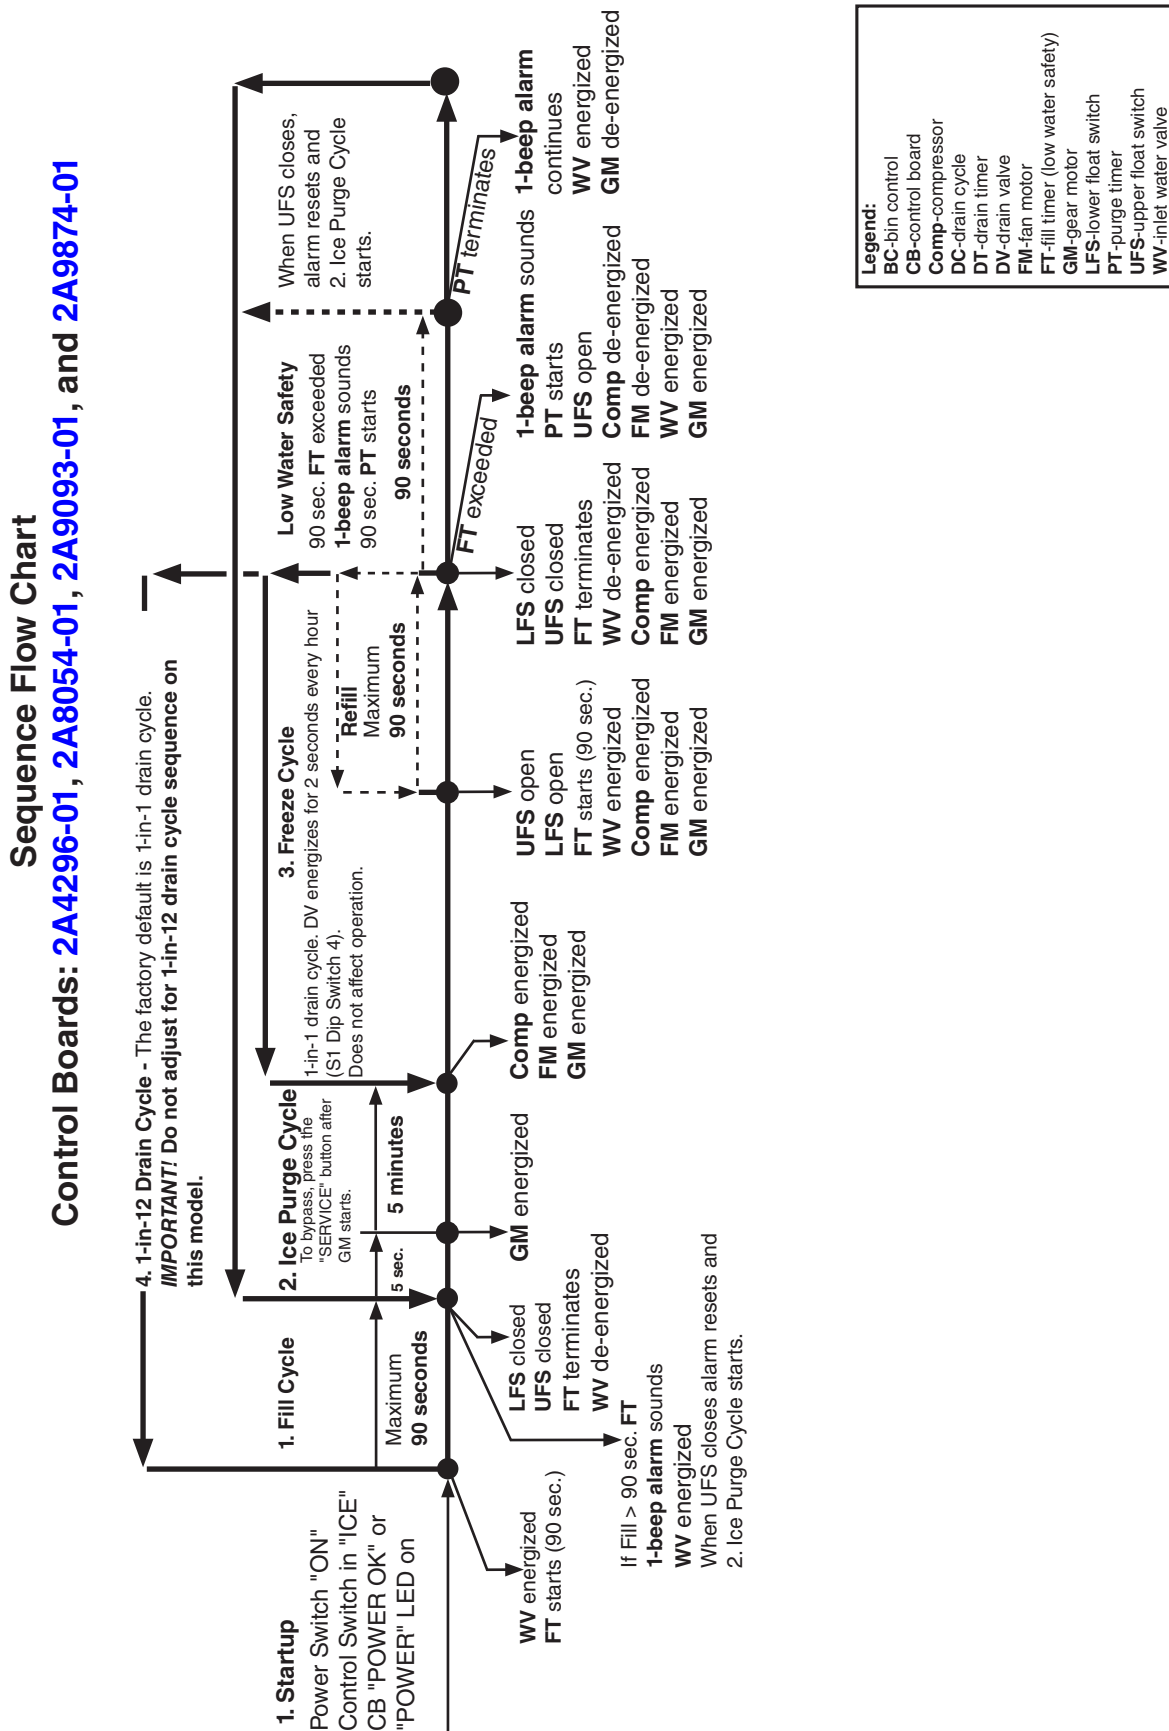 Sequence Flow Chart
Control Boards: 2A4296-01, 2A8054-01, 2A9093-01, and 2A9874-01
4. 1-in-12 Drain Cycle - The factory default is 1-in-1 drain cycle.
IMPORTANT! Do not adjust for 1-in-12 drain cycle sequence on
this model.
1. Startup
Power Switch "ON"
Control Switch in "ICE"
CB "POWER OK" or
"POWER" LED on
1. Fill Cycle
Maximum
90 seconds
2. Ice Purge Cycle
To bypass, press the
"SERVICE" button after
GM starts.
5 sec.
5 minutes
3. Freeze Cycle
1-in-1 drain cycle. DV energizes for 2 seconds every hour
(S1 Dip Switch 4).
Does not affect operation.
Refill
Maximum
90 seconds
Low Water Safety
90 sec. FT exceeded
1-beep alarm sounds
90 sec. PT starts
90 seconds
When UFS closes,
alarm resets and
2. Ice Purge Cycle
starts.
FT exceeded
PT terminates
WV energized
FT starts (90 sec.)
If Fill > 90 sec. FT
1-beep alarm sounds
WV energized
When UFS closes alarm resets and
2. Ice Purge Cycle starts.
LFS closed
UFS closed
FT terminates
WV de-energized
GM energized
Comp energized
FM energized
GM energized
UFS open
LFS open
FT starts (90 sec.)
WV energized
Comp energized
FM energized
GM energized
LFS closed
UFS closed
FT terminates
WV de-energized
Comp energized
FM energized
GM energized
1-beep alarm sounds
PT starts
UFS open
Comp de-energized
FM de-energized
WV energized
GM energized
1-beep alarm
continues
WV energized
GM de-energized
Legend:
BC-bin control
CB-control board
Comp-compressor
DC-drain cycle
DT-drain timer
DV-drain valve
FM-fan motor
FT-fill timer (low water safety)
GM-gear motor
LFS-lower float switch
PT-purge timer
UFS-upper float switch
WV-inlet water valve